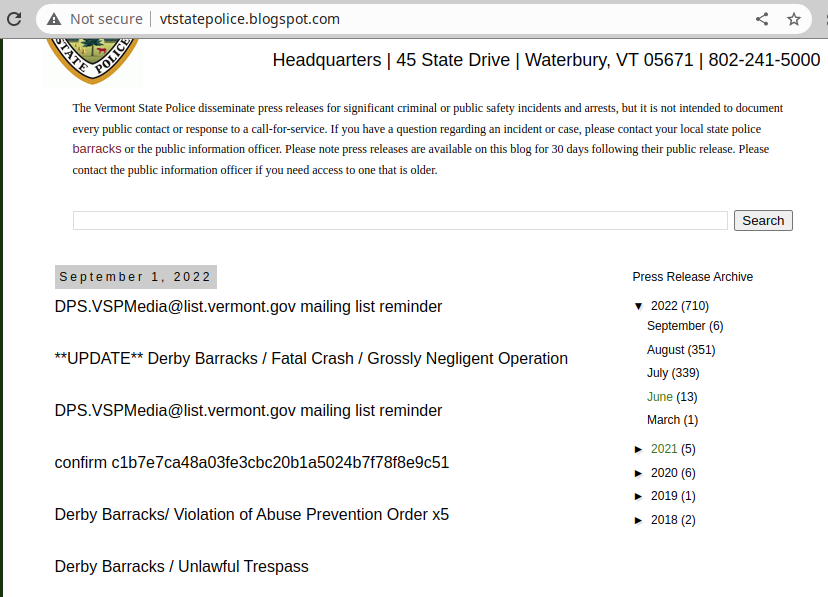 Not secure | vtstatepolice.blogspot.com
STATE POLICE
Headquarters | 45 State Drive | Waterbury, VT 05671 | 802-241-5000
The Vermont State Police disseminate press releases for significant criminal or public safety incidents and arrests, but it is not intended to document
every public contact or response to a call-for-service. If you have a question regarding an incident or case, please contact your local state police
barracks or the public information officer. Please note press releases are available on this blog for 30 days following their public release. Please
contact the public information officer if you need access to one that is older.
Search
September 1, 2022
DPS.VSPMedia@list.vermont.gov mailing list reminder
**UPDATE** Derby Barracks / Fatal Crash / Grossly Negligent Operation
DPS.VSPMedia@list.vermont.gov mailing list reminder
confirm c1b7e7ca48a03fe3cbc20b1a5024b7f78f8e9c51
Derby Barracks/ Violation of Abuse Prevention Order x5
Derby Barracks / Unlawful Trespass
Press Release Archive
▼ 2022 (710)
September (6)
August (351)
July (339)
June (13)
March (1)
► 2021 (5)
► 2020 (6)
► 2019 (1)
► 2018 (2)